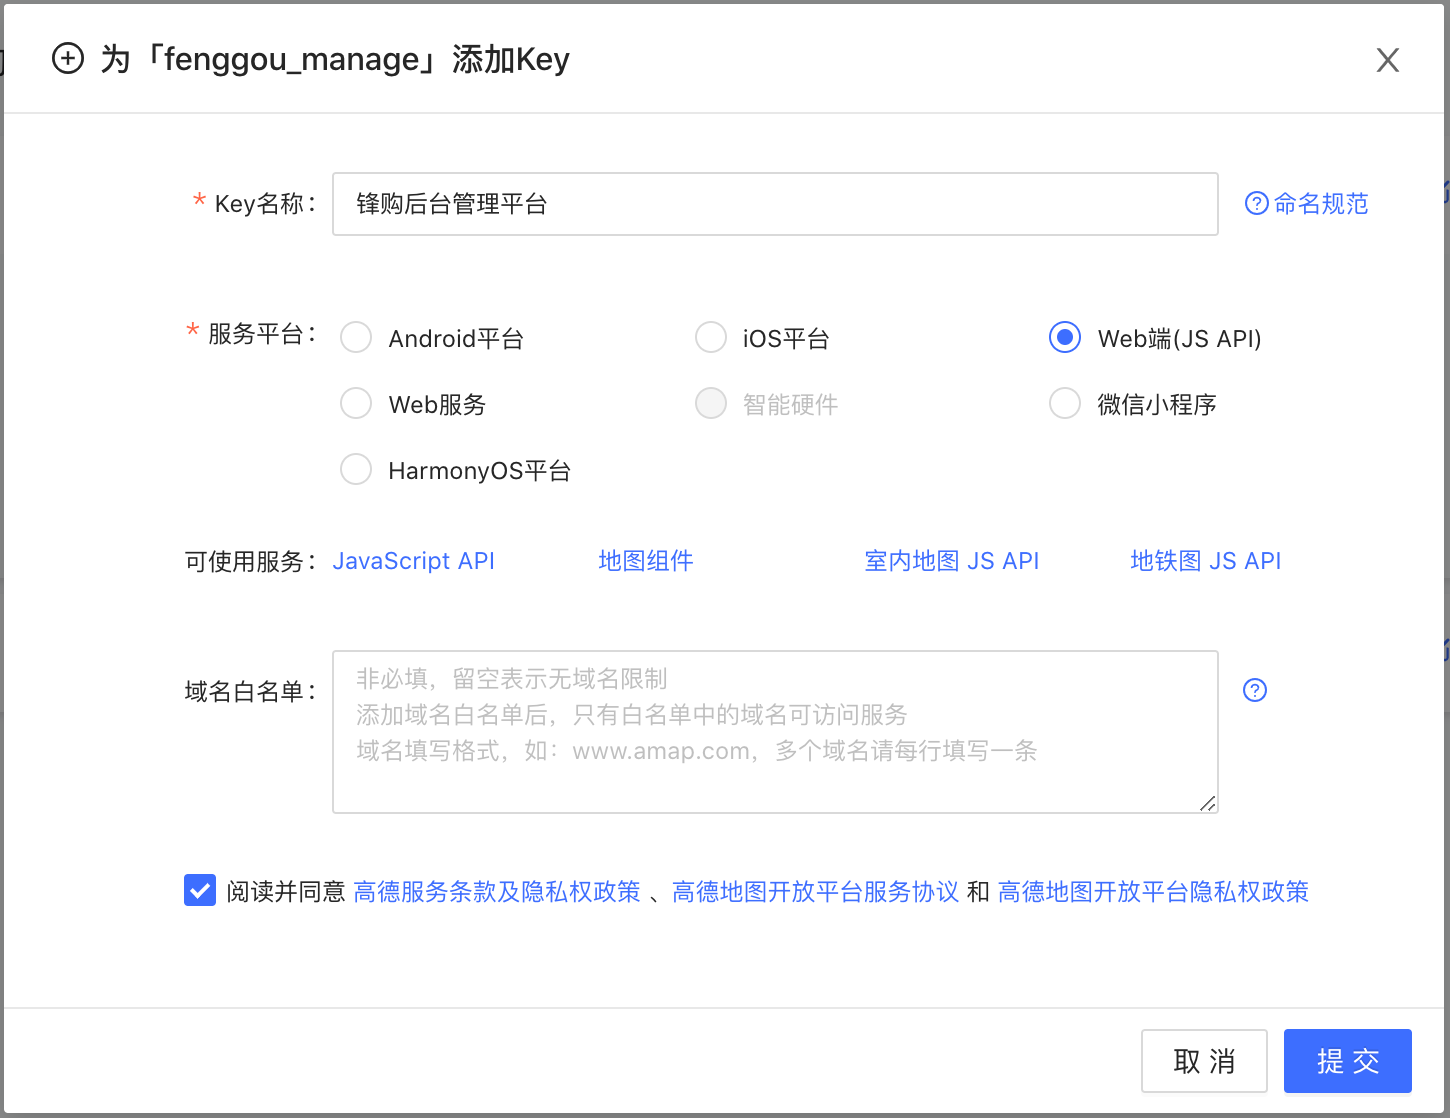 为「fenggou_manage」添加Key
* Key名称: 锋购后台管理平台 命名规范
* 服务平台: Android平台 iOS平台 Web端(JS API)
Web服务 智能硬件 微信小程序
HarmonyOS平台
可使用服务: JavaScript API 地图组件 室内地图 JS API 地铁图 JS API
域名白名单: 非必填，留空表示无域名限制
添加域名白名单后，只有白名单中的域名可访问服务
域名填写格式，如：www.amap.com，多个域名请每行填写一条
阅读并同意 高德服务条款及隐私权政策 、高德地图开放平台服务协议 和 高德地图开放平台隐私权政策
取 消 提 交